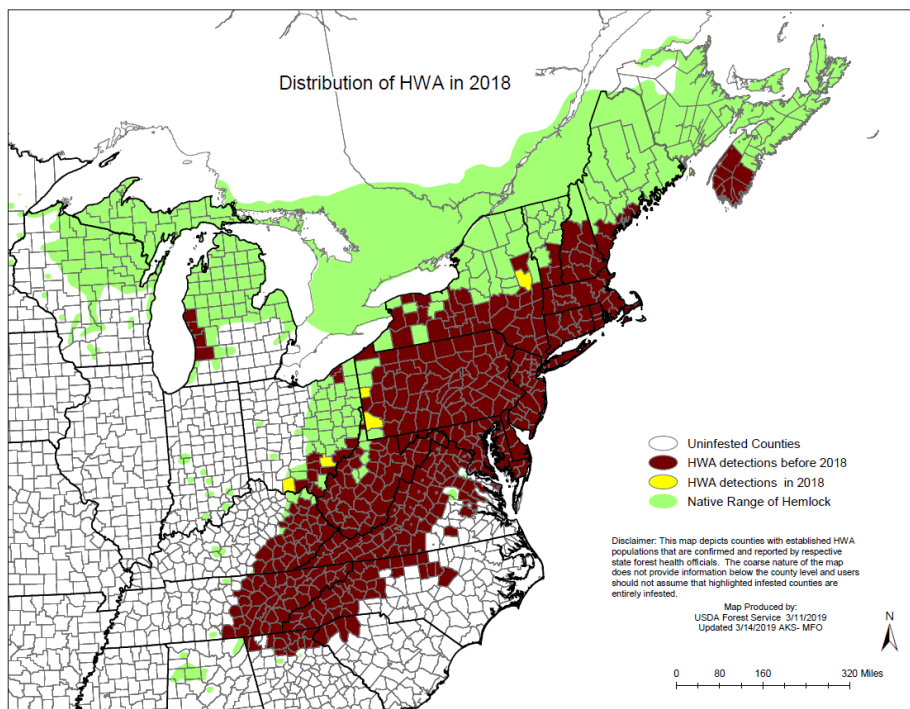 Distribution of HWA in 2018
Uninfested Counties
HWA detections before 2018
HWA detections in 2018
Native Range of Hemlock
Disclaimer: This map depicts counties with established HWA
populations that are confirmed and reported by respective
state forest health officials. The coarse nature of the map
does not provide information below the county level and users
should not assume that highlighted infested counties are
entirely infested.
Map Produced by:
USDA Forest Service 3/11/2019
Updated 3/14/2019 AKS- MFO
N
0 80 160 320 Miles